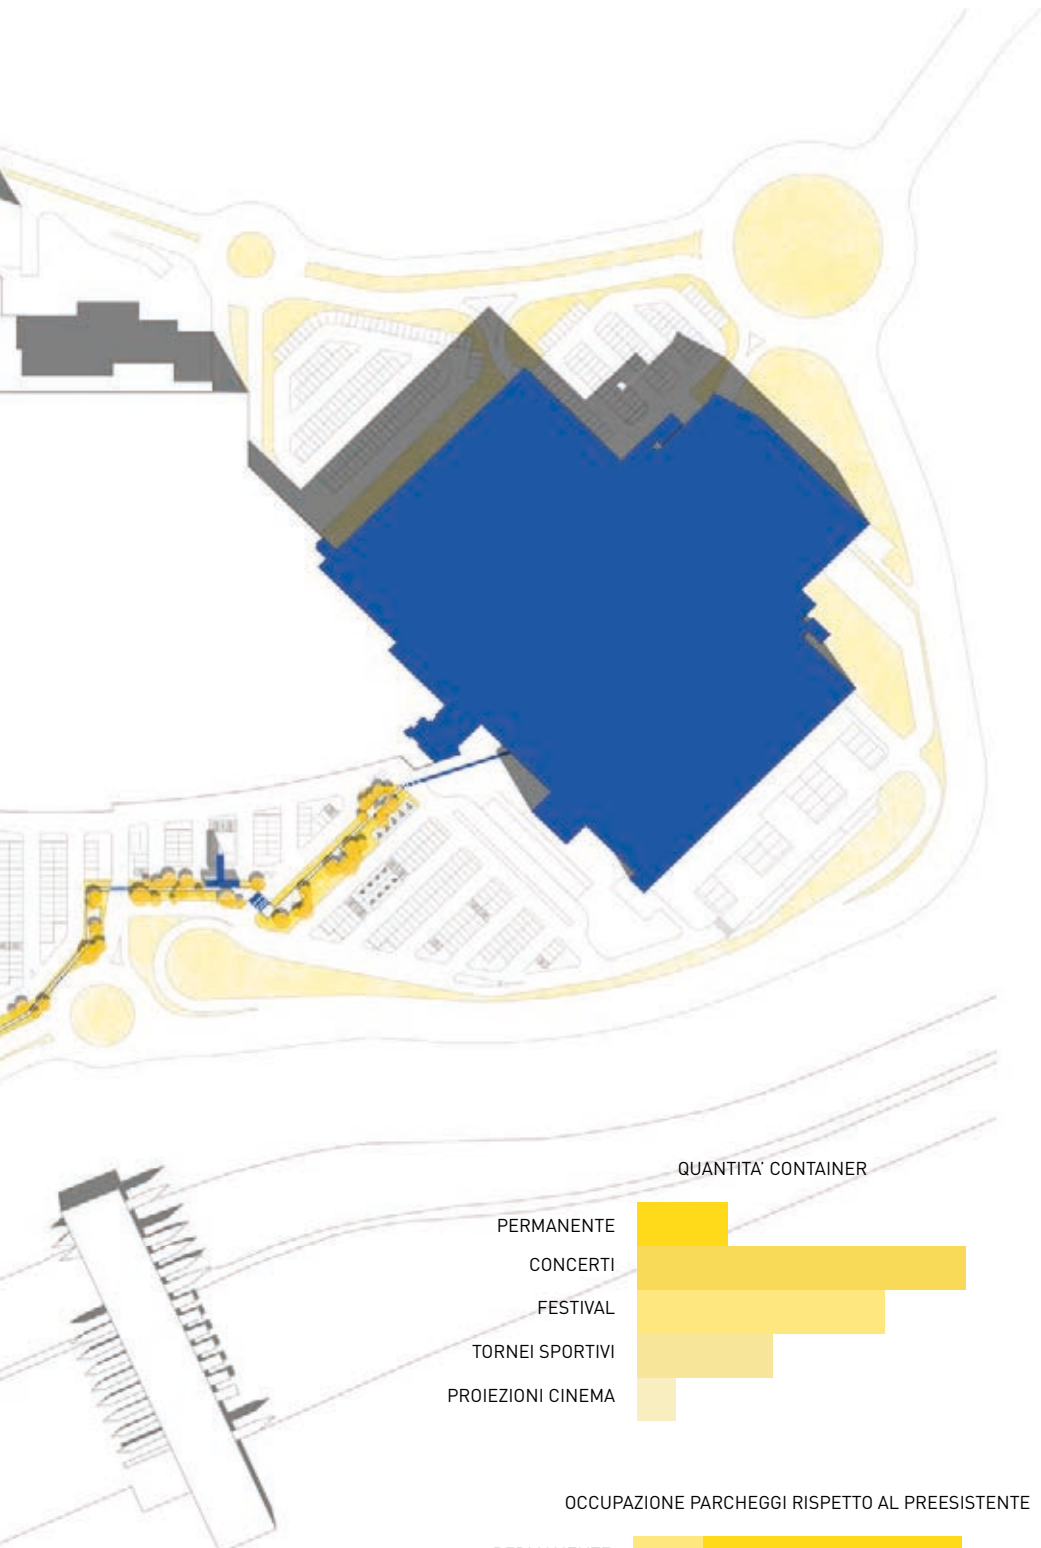 QUANTITA' CONTAINER
PERMANENTE
CONCERTI
FESTIVAL
TORNEI SPORTIVI
PROIEZIONI CINEMA
OCCUPAZIONE PARCHEGGI RISPETTO AL PREESISTENTE